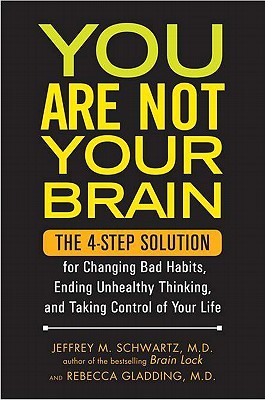 YOU
ARE NOT
YOUR
BRAIN
THE 4-STEP SOLUTION
for Changing Bad Habits,
Ending Unhealthy Thinking,
and Taking Control of Your Life
JEFFREY M. SCHWARTZ, M.D.
author of the bestselling Brain Lock
AND REBECCA GLADDING, M.D.